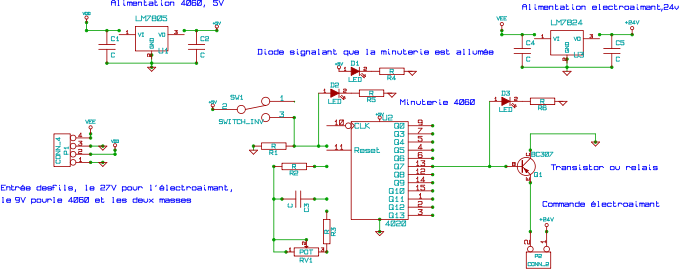 Alimentation 4060, 5V
Alimentation electroaimant,24v
LM7805
VI
VO
GND
U1
C1
C
C2
C
+5V
VEE
LM7824
VI
VO
GND
U3
C4
C
C5
C
+24V
Diode signalant que la minuterie est allumée
D1
LED
R
R4
D2
LED
R
R5
Minuterie 4060
D3
LED
R
R6
SW1
SWITCH_INV
2
1
3
R
R1
R
R2
C
C3
R
R3
POT
RV1
U2
10
CLK
11
Reset
4020
Q0
Q3
Q4
Q5
Q6
Q7
Q8
Q9
Q10
Q11
Q12
Q13
9
7
5
4
6
13
12
14
15
1
2
3
BC307
Q1
Transistor ou relais
Commande électroaimant
+24V
2
1
P2
CONN_2
VEE
CONN_4
P1
4
3
2
1
Entrée desfils, le 27V pour l'électroaimant,
le 9V pourle 4060 et les deux masses